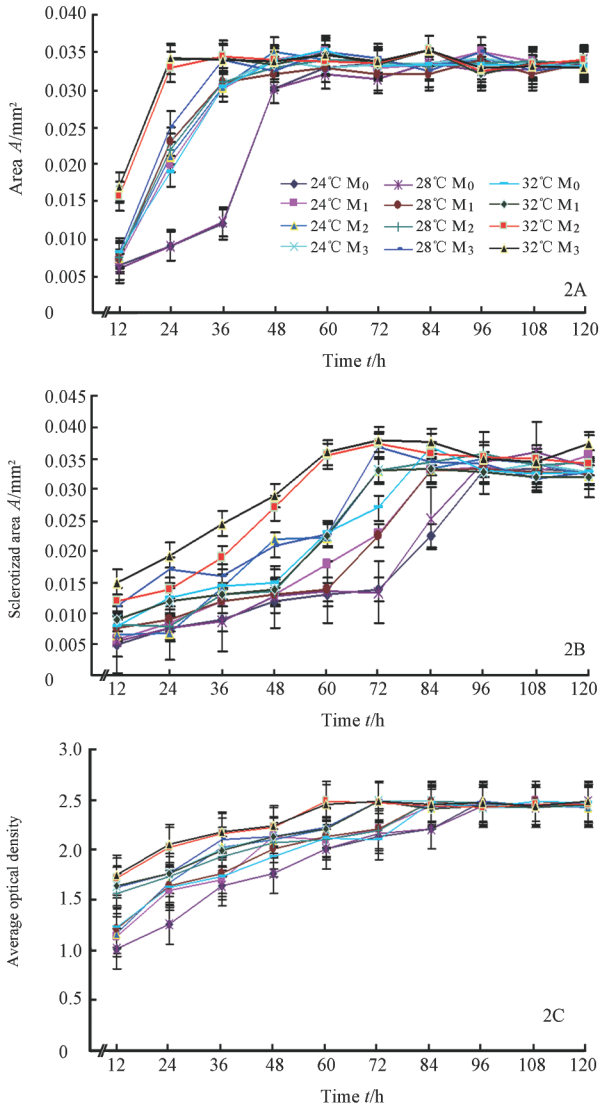 0.040
0.035
0.030
0.025
0.020
0.015
0.010
0.005
0
Area A/mm²
24℃ M₀ 28℃ M₀ 32℃ M₀
24℃ M₁ 28℃ M₁ 32℃ M₁
24℃ M₂ 28℃ M₂ 32℃ M₂
24℃ M₃ 28℃ M₃ 32℃ M₃
2A
12 24 36 48 60 72 84 96 108 120
Time t/h
0.045
0.040
0.035
0.030
0.025
0.020
0.015
0.010
0.005
0
Sclerotizad area A/mm²
2B
12 24 36 48 60 72 84 96 108 120
Time t/h
3.0
2.5
2.0
1.5
1.0
0.5
0
Average optical density
2C
12 24 36 48 60 72 84 96 108 120
Time t/h